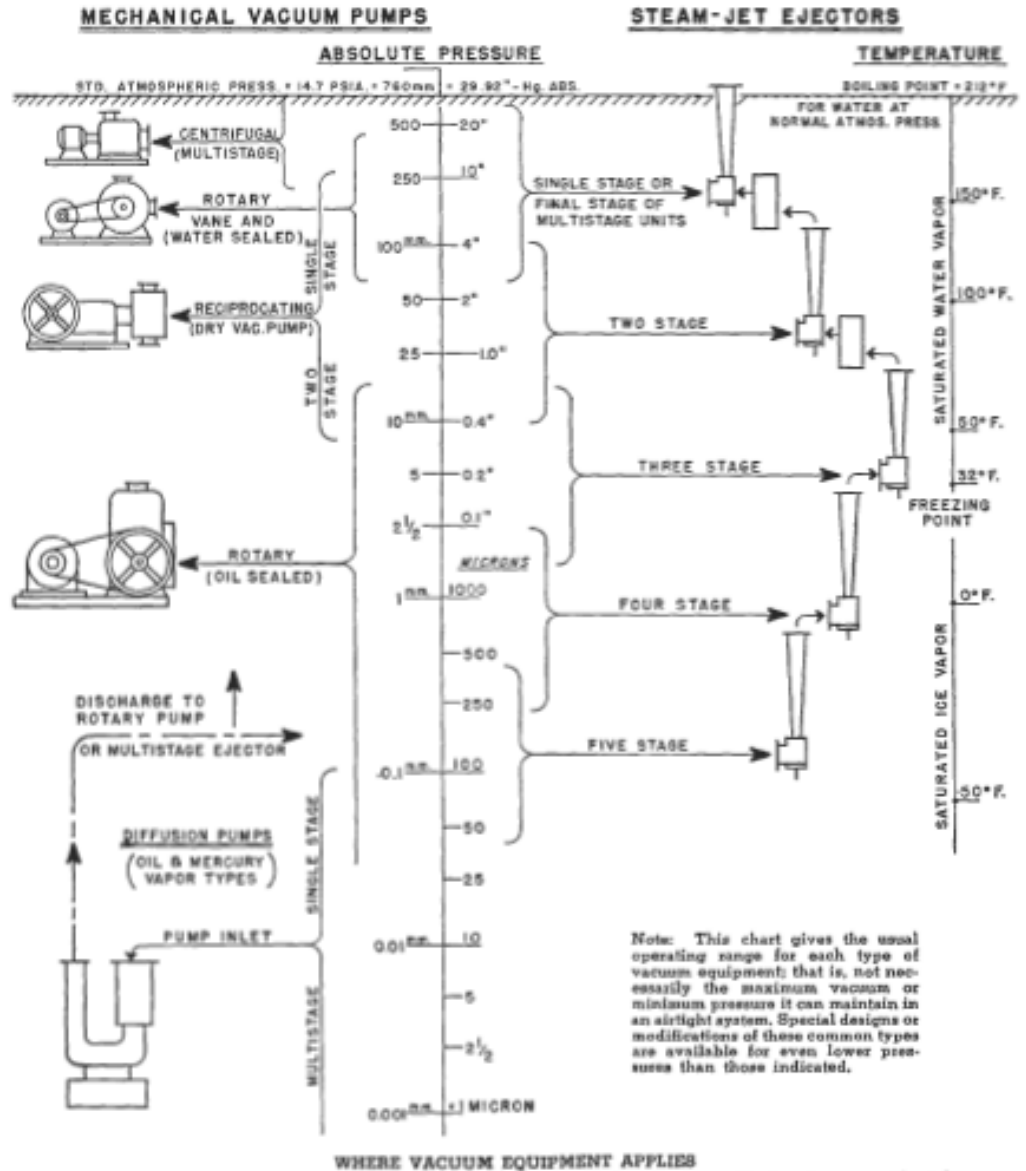 MECHANICAL VACUUM PUMPS
STEAM-JET EJECTORS
ABSOLUTE PRESSURE
TEMPERATURE
STD. ATMOSPHERIC PRESS. = 14.7 PSIA. = 760mm = 29.92"-Hg. ABS.
BOILING POINT = 212°F
FOR WATER AT
NORMAL ATMOS. PRESS.
CENTRIFUGAL
(MULTISTAGE)
ROTARY
VANE AND
(WATER SEALED)
SINGLE
STAGE
RECIPROCATING
(DRY VAC. PUMP)
TWO
STAGE
ROTARY
(OIL SEALED)
DISCHARGE TO
ROTARY PUMP
OR MULTISTAGE EJECTOR
DIFFUSION PUMPS
(OIL & MERCURY
VAPOR TYPES)
SINGLE STAGE
PUMP INLET
MULTISTAGE
500 20"
250 10"
100mm 4"
50 2"
25 1.0"
10mm 0.4"
5 0.2"
2½ 0.1"
MICRONS
1mm 1000
500
250
0.1mm 100
50
25
0.01mm 10
5
2½
0.001mm =1 MICRON
SINGLE STAGE OR
FINAL STAGE OF
MULTISTAGE UNITS
TWO STAGE
THREE STAGE
FOUR STAGE
FIVE STAGE
150°F.
100°F.
50°F.
32°F.
FREEZING
POINT
0°F.
-50°F.
SATURATED WATER VAPOR
SATURATED ICE VAPOR
Note: This chart gives the usual
operating range for each type of
vacuum equipment; that is, not nec-
essarily the maximum vacuum or
minimum pressure it can maintain in
an airtight system. Special designs or
modifications of these common types
are available for even lower pres-
sures than those indicated.
WHERE VACUUM EQUIPMENT APPLIES